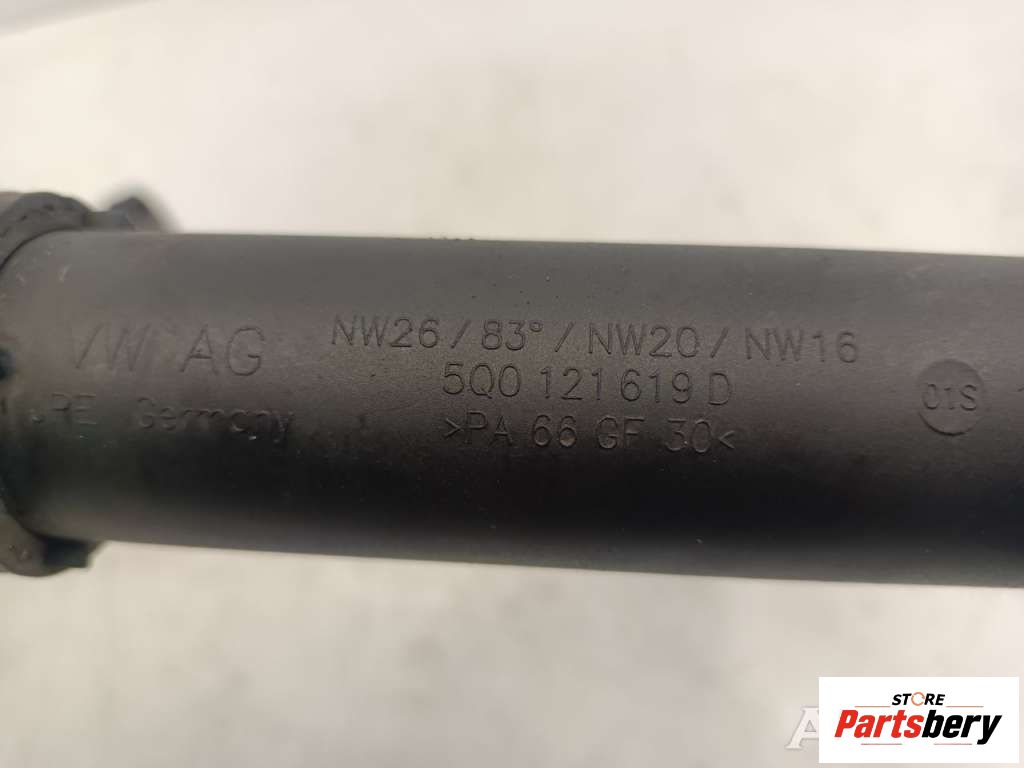 VW AG
NW26/83°/NW20/NW16
5Q0 121 619 D
Germany
>PA 66 GF 30<
01S
STORE
Partsbery
A